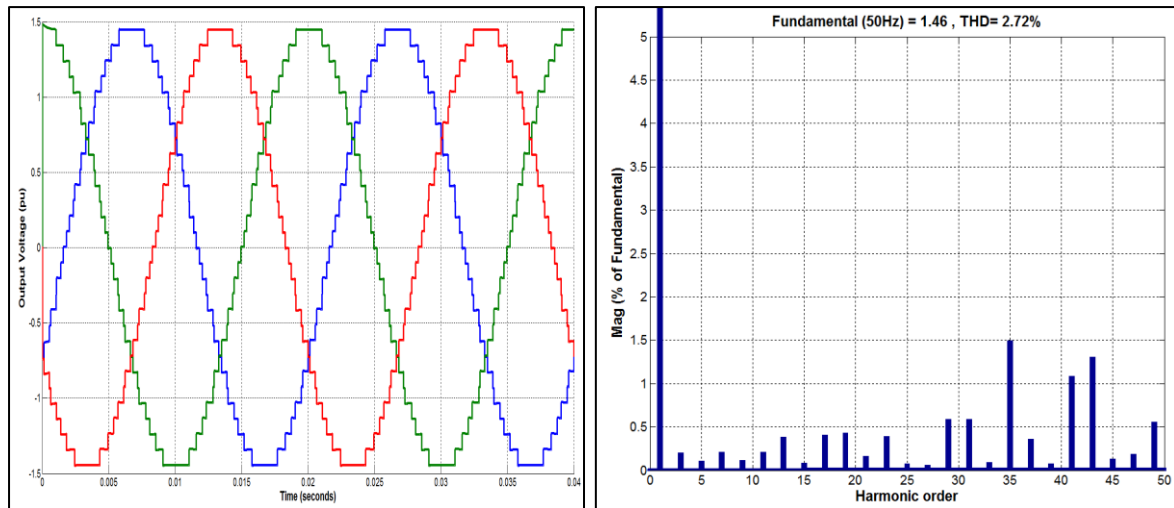 Output Voltage (pu)
1.5
1
0.5
0
-0.5
-1
-1.5
0 0.005 0.01 0.015 0.02 0.025 0.03 0.035 0.04
Time (seconds)
Fundamental (50Hz) = 1.46 , THD= 2.72%
Mag (% of Fundamental)
5
4.5
4
3.5
3
2.5
2
1.5
1
0.5
0
0 5 10 15 20 25 30 35 40 45 50
Harmonic order